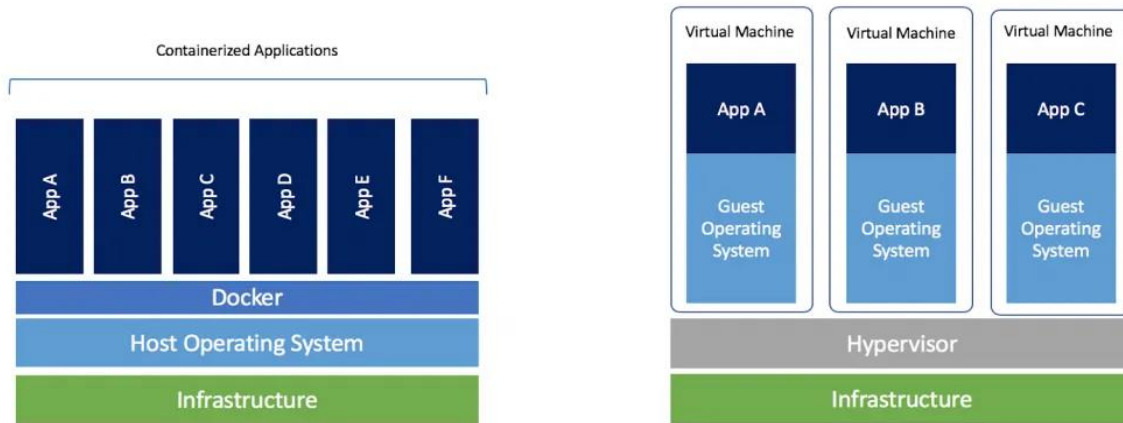 Containerized Applications
App A
App B
App C
App D
App E
App F
Docker
Host Operating System
Infrastructure
Virtual Machine
App A
Guest
Operating
System
Virtual Machine
App B
Guest
Operating
System
Virtual Machine
App C
Guest
Operating
System
Hypervisor
Infrastructure